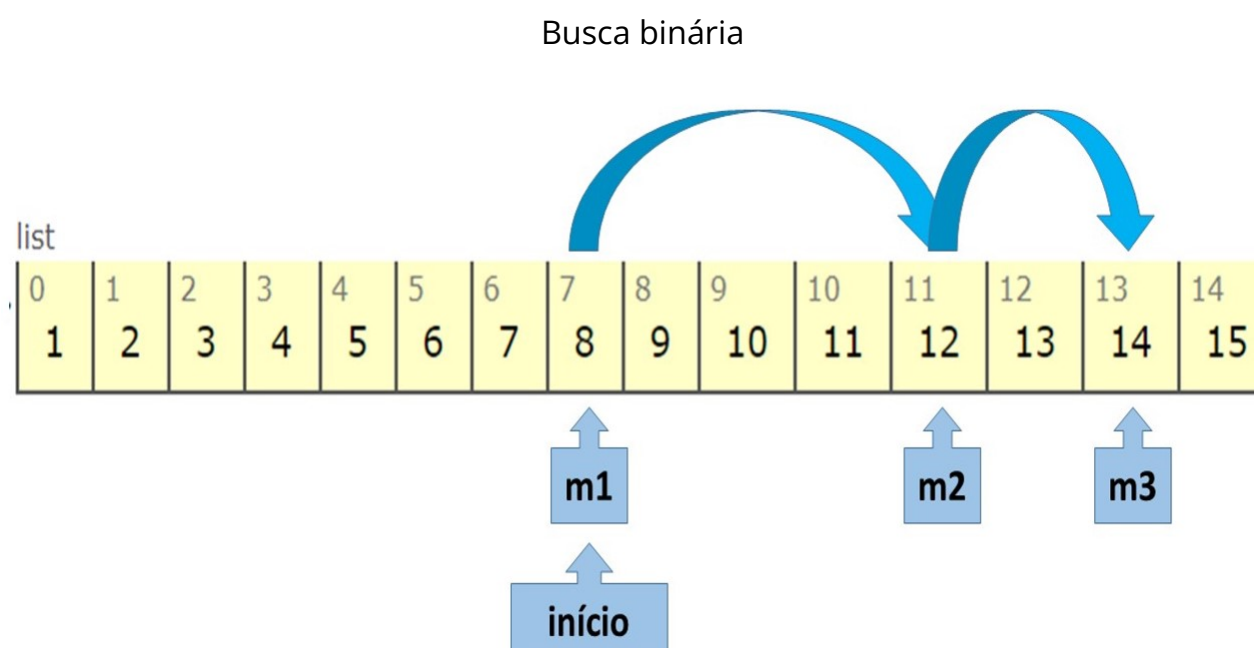 Busca binária
list
0 1 2 3 4 5 6 7 8 9 10 11 12 13 14
1 2 3 4 5 6 7 8 9 10 11 12 13 14 15
m1 m2 m3
início